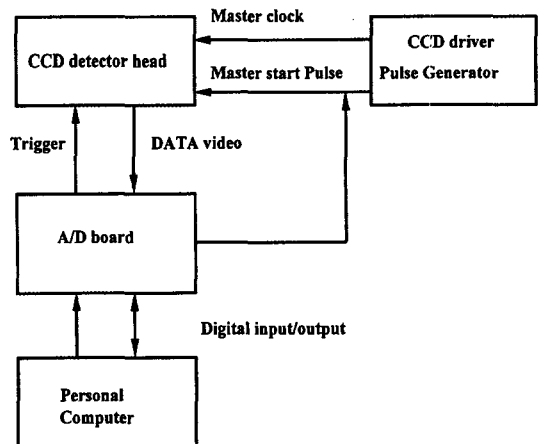 Master clock
CCD driver
Pulse Generator
CCD detector head
Master start Pulse
Trigger
DATA video
A/D board
Digital input/output
Personal
Computer